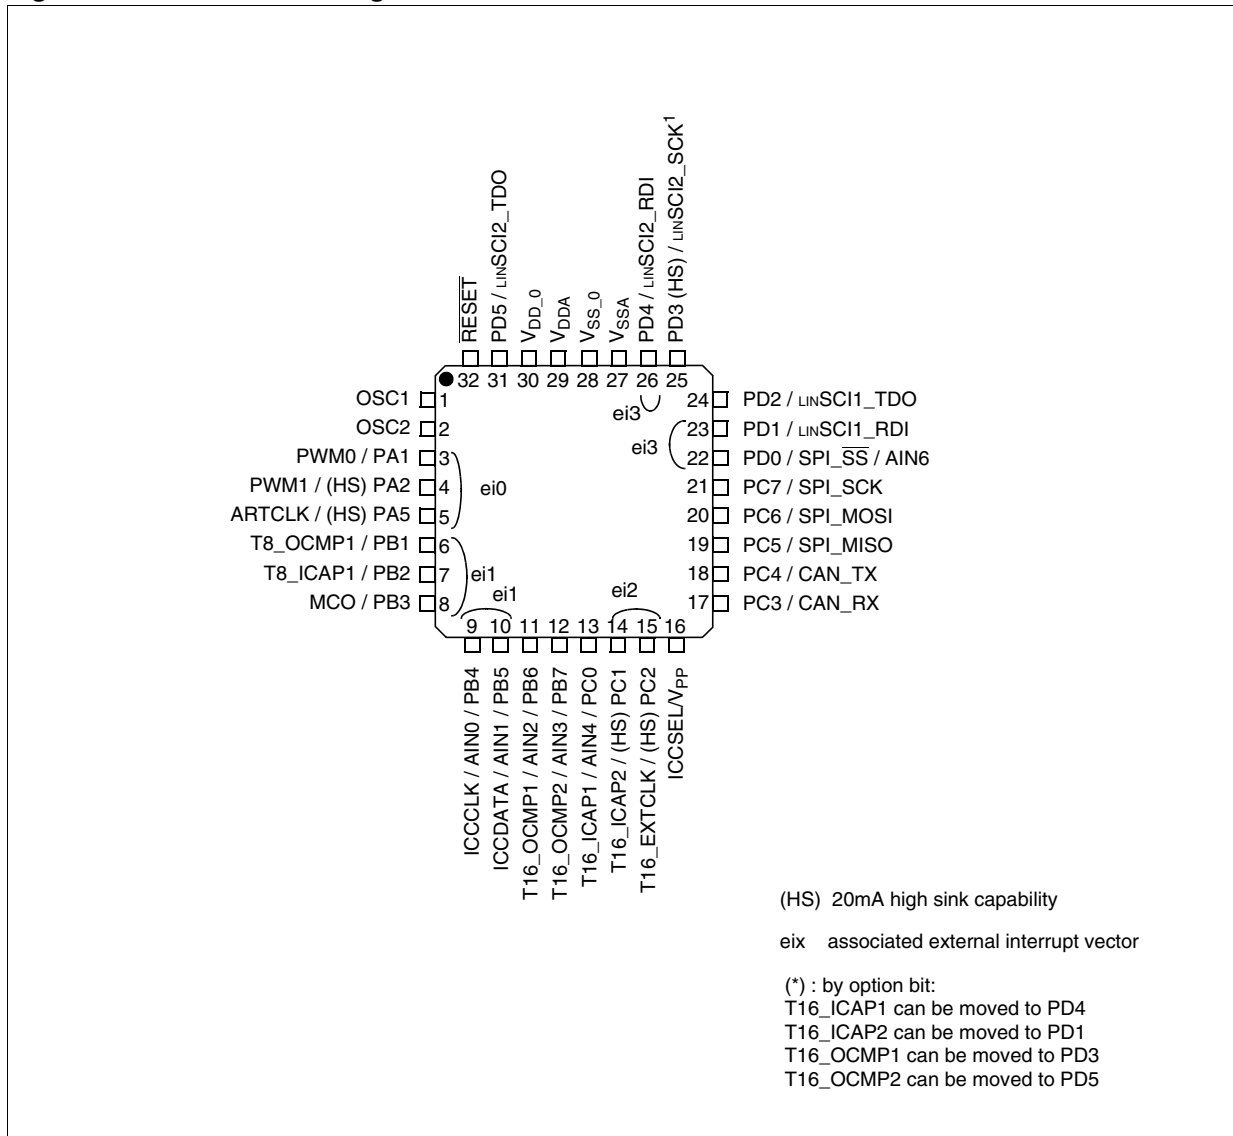 RESET
PD5 / LINSCI2_TDO
VDD_0
VDDA
VSS_0
VSSA
PD4 / LINSCI2_RDI
PD3 (HS) / LINSCI2_SCK1
32 31 30 29 28 27 26 25
OSC1 1
OSC2 2
PWM0 / PA1 3
PWM1 / (HS) PA2 4
ARTCLK / (HS) PA5 5
T8_OCMP1 / PB1 6
T8_ICAP1 / PB2 7
MCO / PB3 8
ei0
ei1
ei1
ei3
ei3
ei2
24 PD2 / LINSCI1_TDO
23 PD1 / LINSCI1_RDI
22 PD0 / SPI_SS / AIN6
21 PC7 / SPI_SCK
20 PC6 / SPI_MOSI
19 PC5 / SPI_MISO
18 PC4 / CAN_TX
17 PC3 / CAN_RX
9 10 11 12 13 14 15 16
ICCCLK / AIN0 / PB4
ICCDATA / AIN1 / PB5
T16_OCMP1 / AIN2 / PB6
T16_OCMP2 / AIN3 / PB7
T16_ICAP1 / AIN4 / PC0
T16_ICAP2 / (HS) PC1
T16_EXTCLK / (HS) PC2
ICCSEL/VPP
(HS) 20mA high sink capability
eix associated external interrupt vector
(*) : by option bit:
T16_ICAP1 can be moved to PD4
T16_ICAP2 can be moved to PD1
T16_OCMP1 can be moved to PD3
T16_OCMP2 can be moved to PD5